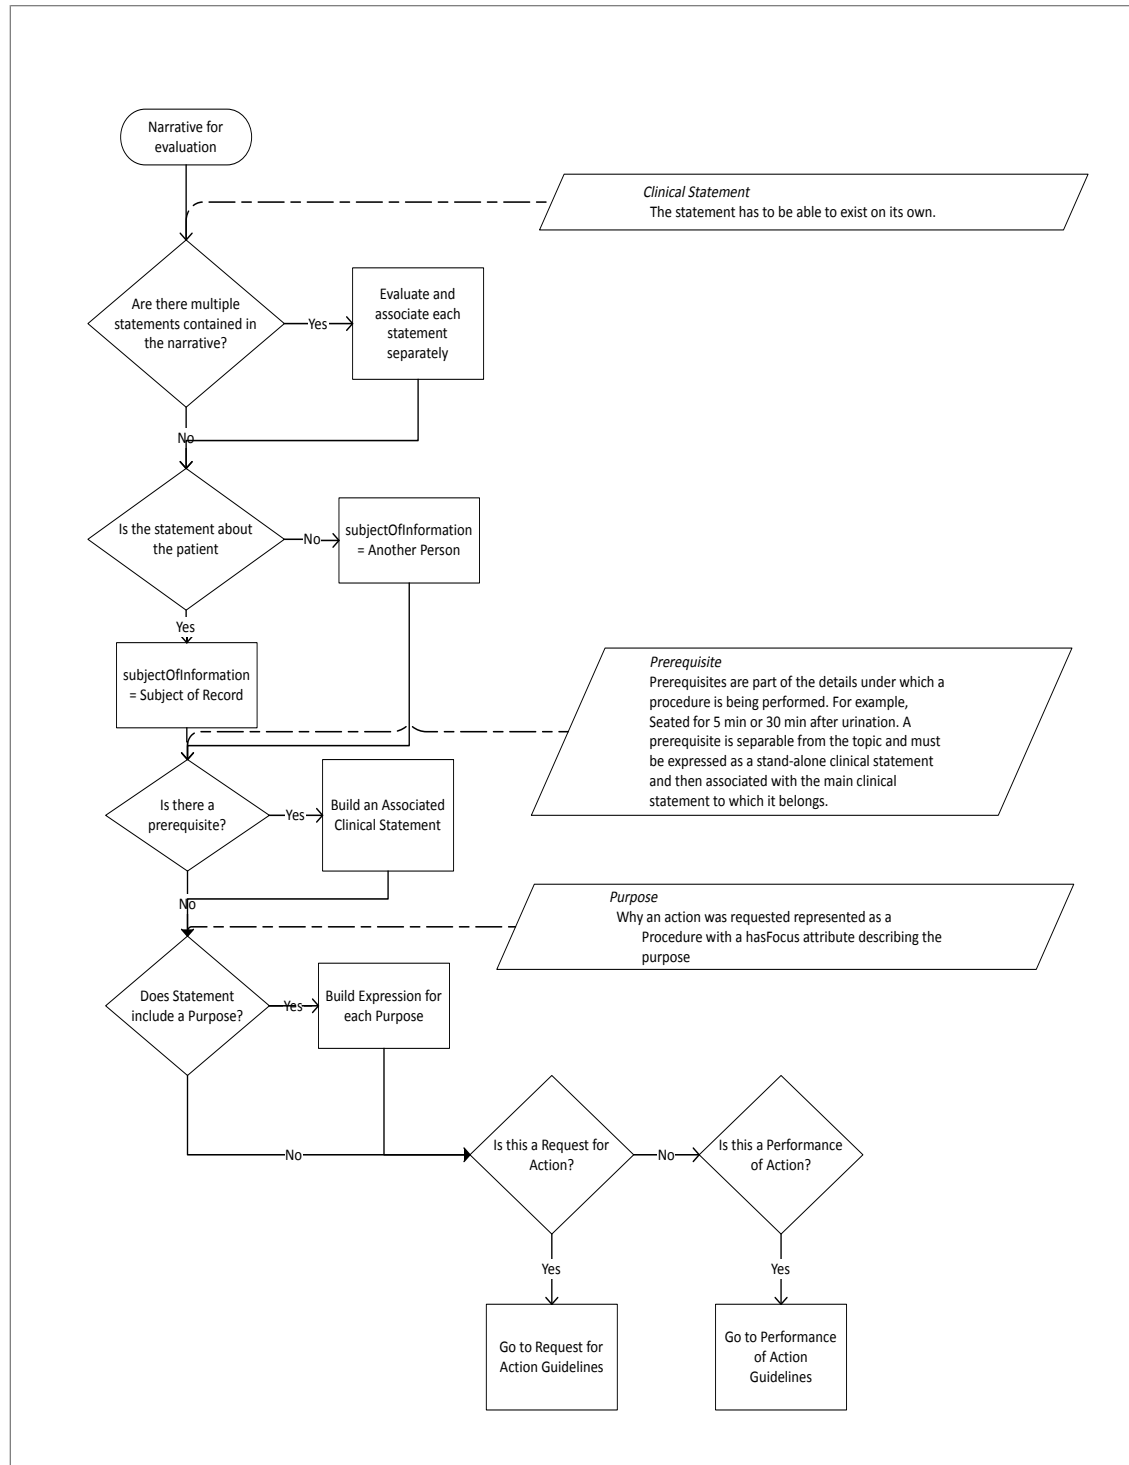 Narrative for
evaluation
Clinical Statement
The statement has to be able to exist on its own.
Are there multiple
statements contained in
the narrative?
Yes
Evaluate and
associate each
statement
separately
No
Is the statement about
the patient
No
subjectOfInformation
= Another Person
Yes
subjectOfInformation
= Subject of Record
Prerequisite
Prerequisites are part of the details under which a
procedure is being performed. For example,
Seated for 5 min or 30 min after urination. A
prerequisite is separable from the topic and must
be expressed as a stand-alone clinical statement
and then associated with the main clinical
statement to which it belongs.
Is there a
prerequisite?
Yes
Build an Associated
Clinical Statement
No
Purpose
Why an action was requested represented as a
Procedure with a hasFocus attribute describing the
purpose
Does Statement
include a Purpose?
Yes
Build Expression for
each Purpose
No
Is this a Request for
Action?
No
Is this a Performance
of Action?
Yes
Yes
Go to Request for
Action Guidelines
Go to Performance
of Action
Guidelines